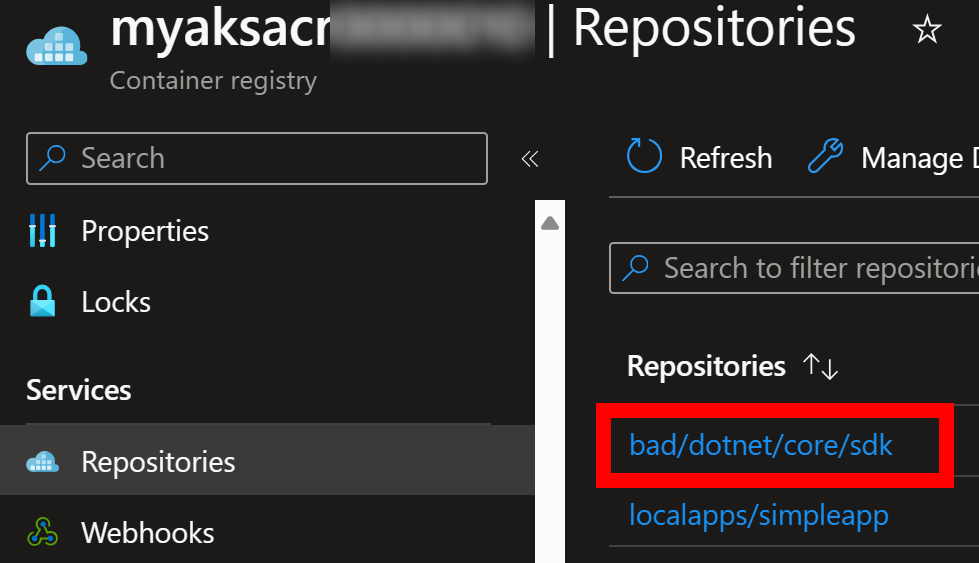 myaksacr | Repositories
Container registry
Search
«
Refresh
Manage D
Properties
Locks
Search to filter repositori
Services
Repositories
Webhooks
Repositories ↑↓
bad/dotnet/core/sdk
localapps/simpleapp